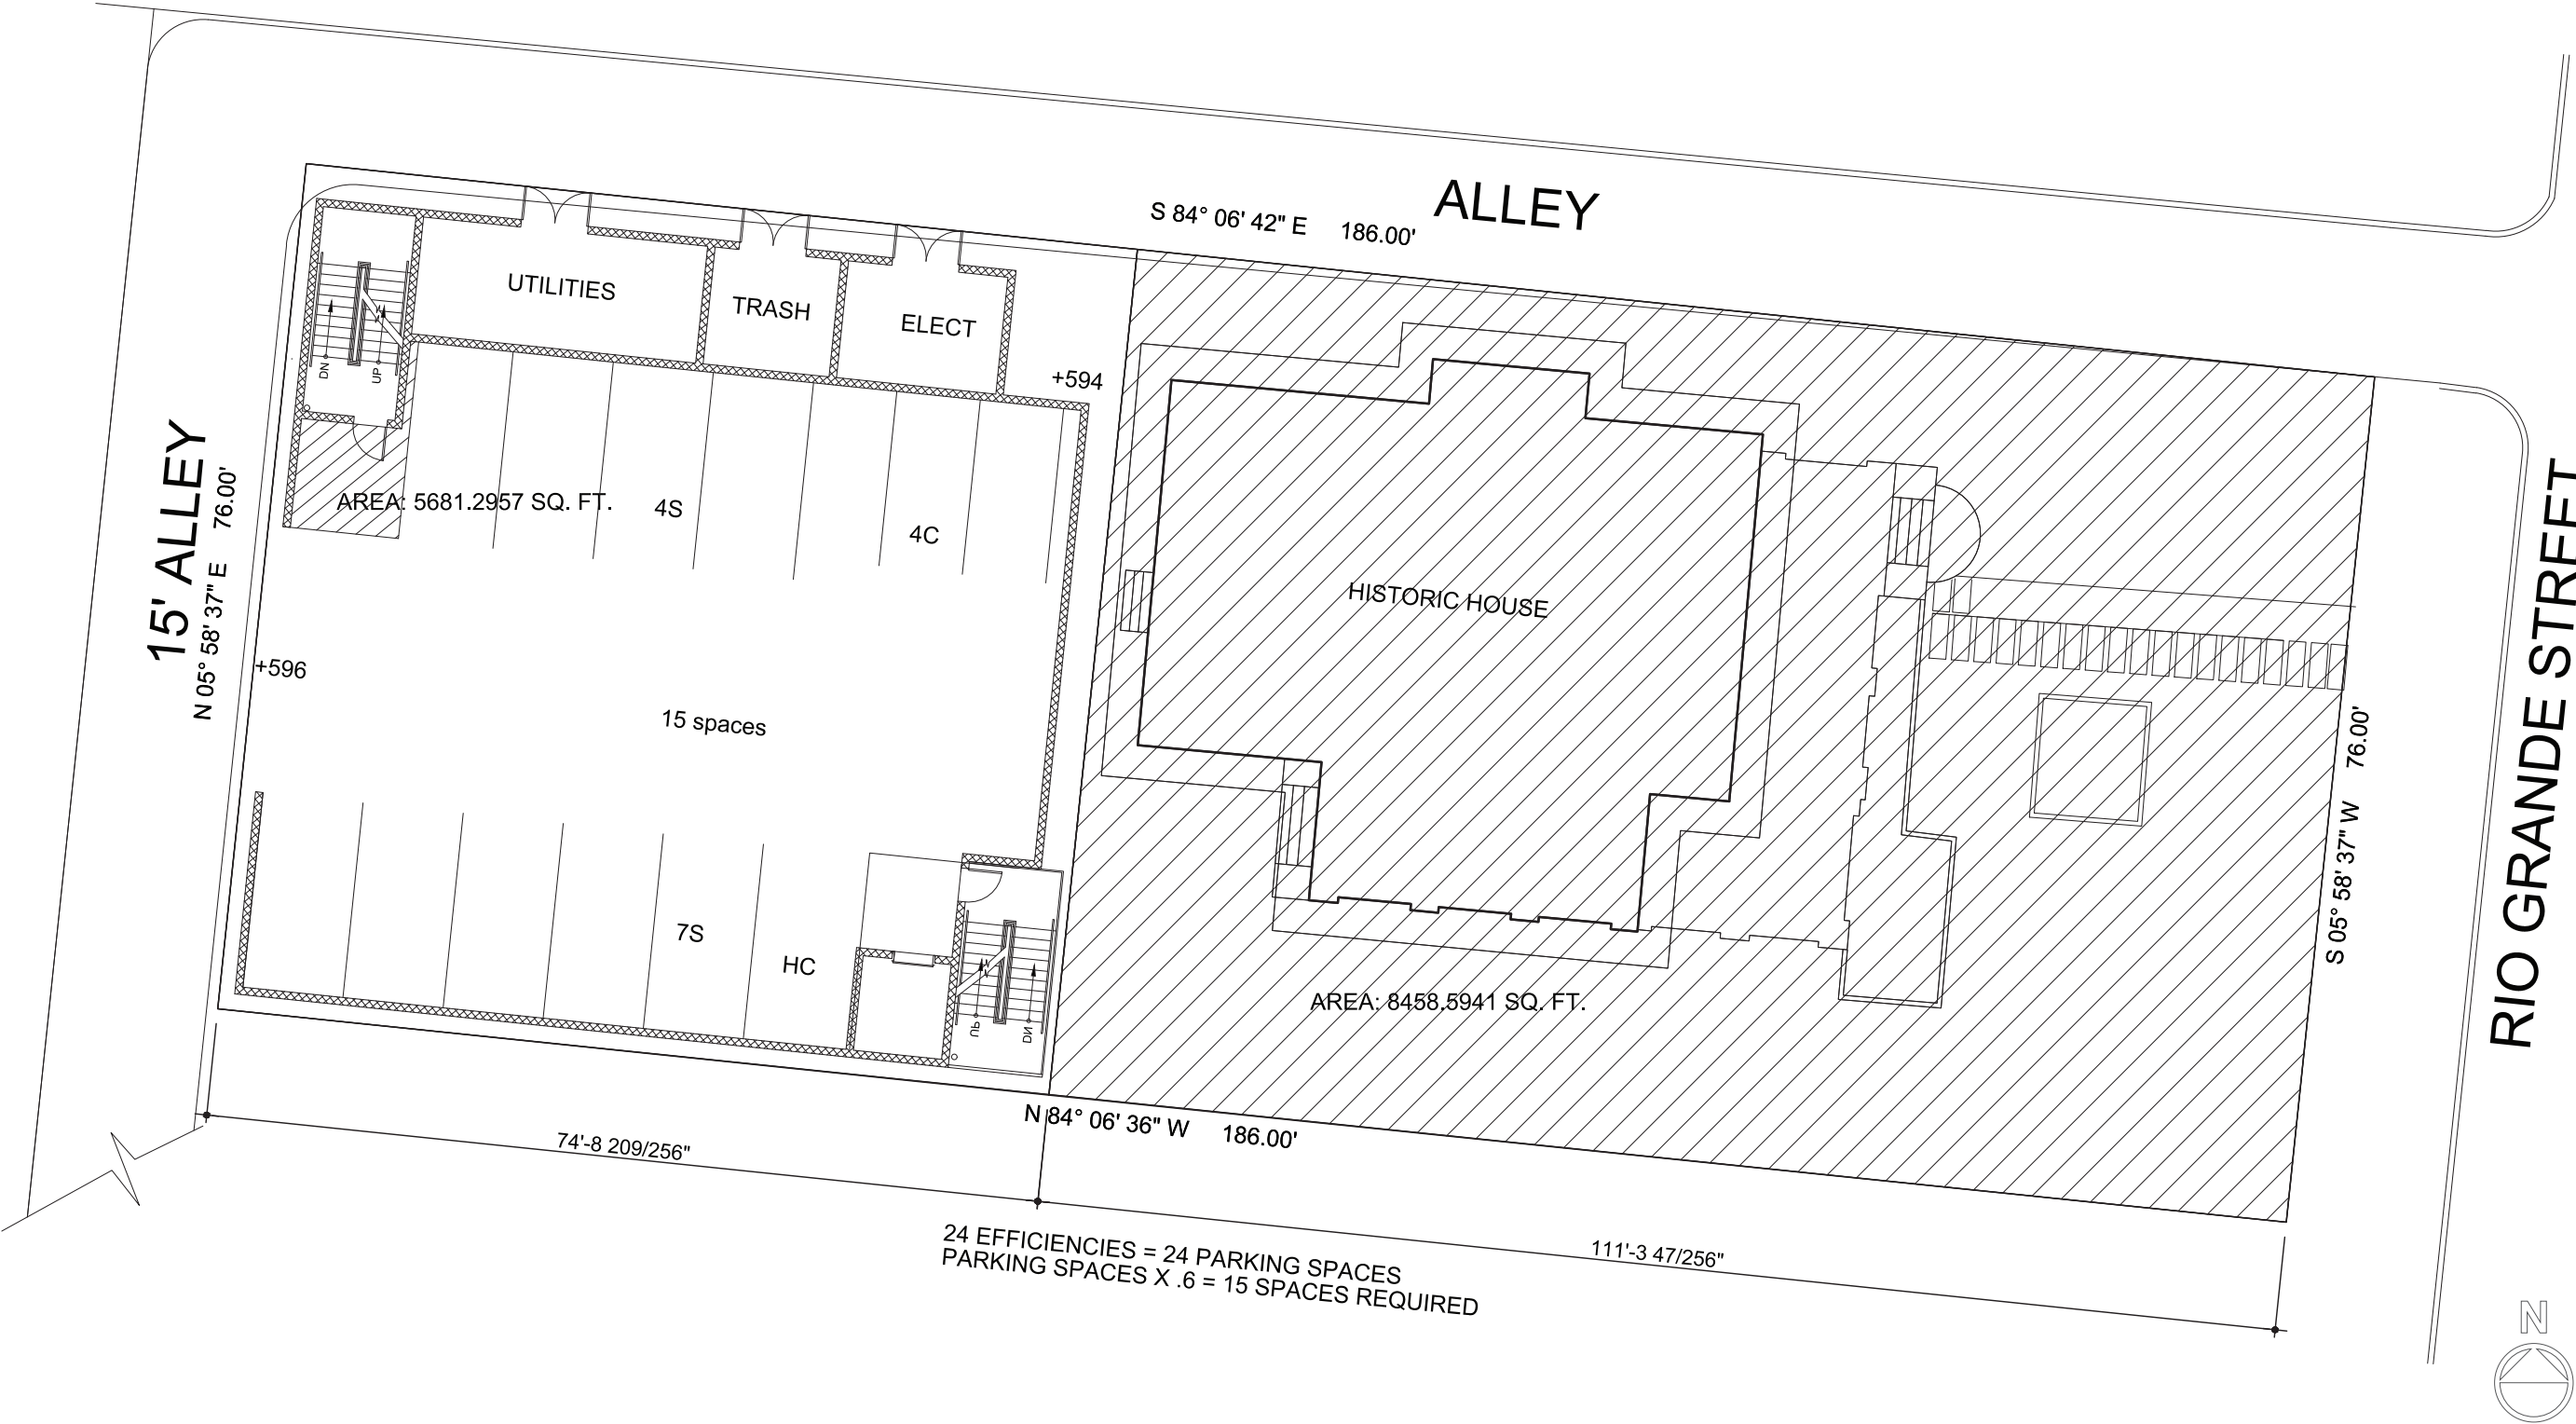 ALLEY
S 84° 06' 42" E 186.00'
UTILITIES
TRASH
ELECT
DN
UP
+594
15' ALLEY
N 05° 58' 37" E 76.00'
AREA: 5681.2957 SQ. FT.
4S
4C
HISTORIC HOUSE
+596
15 spaces
7S
HC
UP
DN
AREA: 8458.5941 SQ. FT.
S 05° 58' 37" W 76.00'
RIO GRANDE STREET
N 84° 06' 36" W 186.00'
74'-8 209/256"
111'-3 47/256"
24 EFFICIENCIES = 24 PARKING SPACES
PARKING SPACES X .6 = 15 SPACES REQUIRED
N